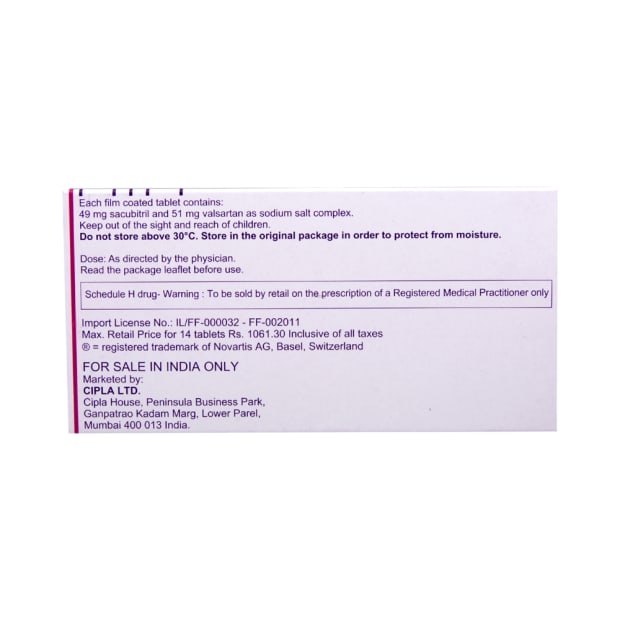 Each film coated tablet contains:
49 mg sacubitril and 51 mg valsartan as sodium salt complex.
Keep out of the sight and reach of children.
Do not store above 30°C. Store in the original package in order to protect from moisture.
Dose: As directed by the physician.
Read the package leaflet before use.
Schedule H drug- Warning : To be sold by retail on the prescription of a Registered Medical Practitioner only
Import License No.: IL/FF-000032 - FF-002011
Max. Retail Price for 14 tablets Rs. 1061.30 Inclusive of all taxes
® = registered trademark of Novartis AG, Basel, Switzerland
FOR SALE IN INDIA ONLY
Marketed by:
CIPLA LTD.
Cipla House, Peninsula Business Park,
Ganpatrao Kadam Marg, Lower Parel,
Mumbai 400 013 India.